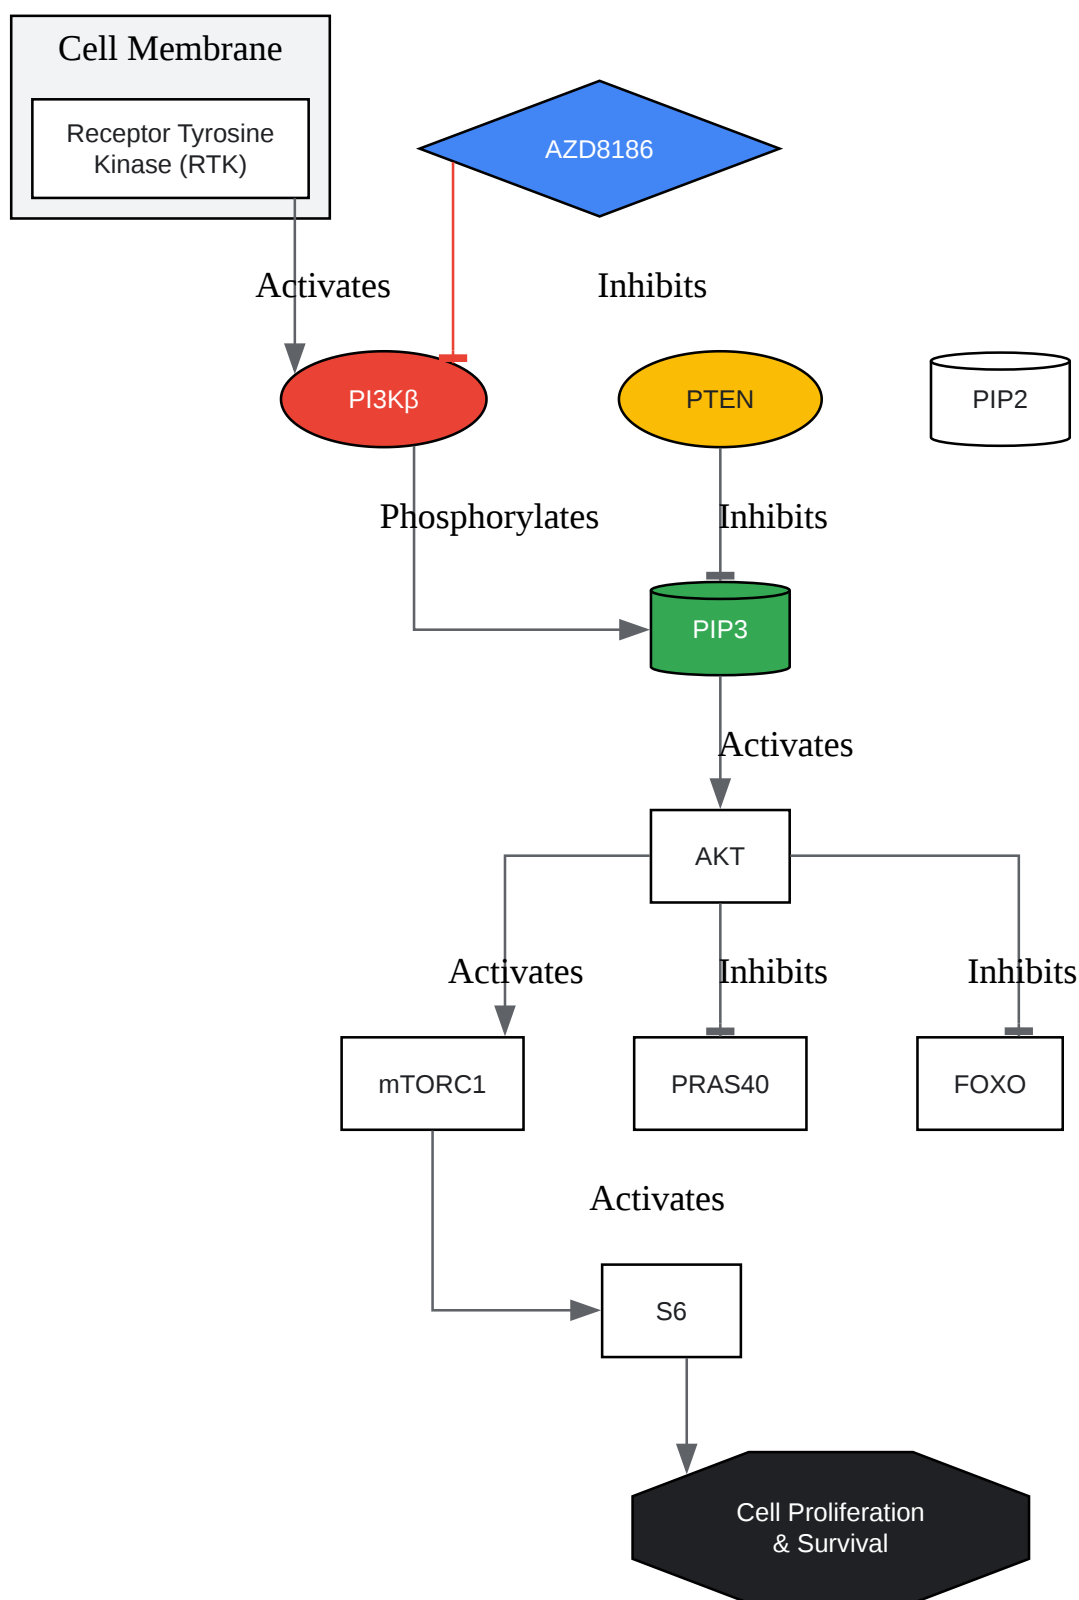 Cell Membrane
Receptor Tyrosine
Kinase (RTK)
AZD8186
Activates
Inhibits
PI3Kβ
PTEN
PIP2
Phosphorylates
Inhibits
PIP3
Activates
AKT
Activates
Inhibits
Inhibits
mTORC1
PRAS40
FOXO
Activates
S6
Cell Proliferation
& Survival